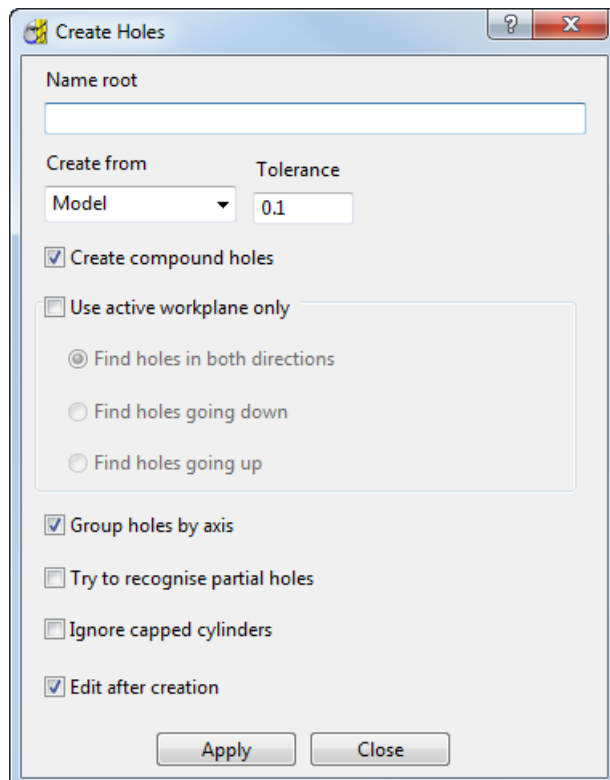 Create Holes
?
Name root
Create from
Tolerance
Model
0.1
Create compound holes
Use active workplane only
Find holes in both directions
Find holes going down
Find holes going up
Group holes by axis
Try to recognise partial holes
Ignore capped cylinders
Edit after creation
Apply
Close